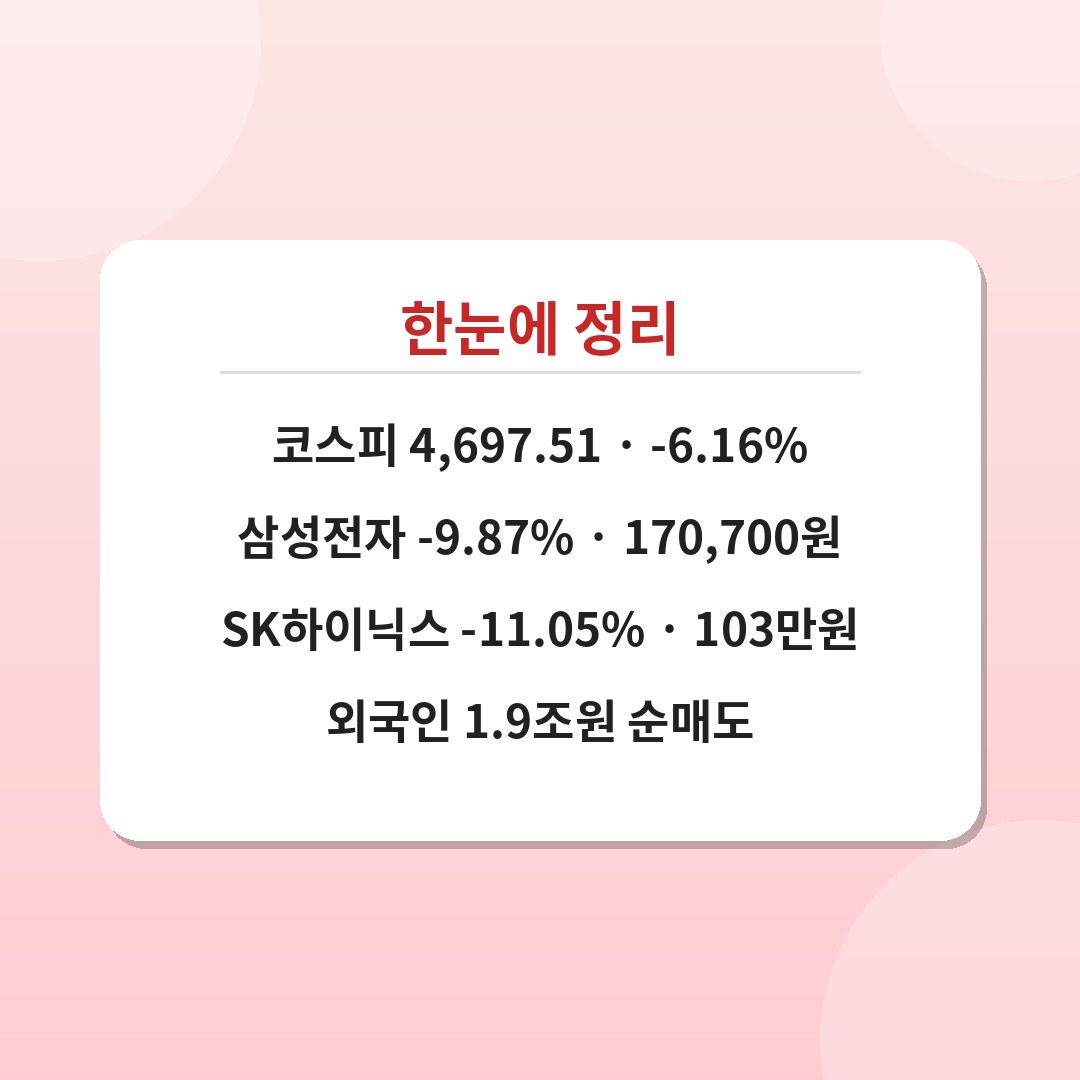 한눈에 정리
코스피 4,697.51 · -6.16%
삼성전자 -9.87% · 170,700원
SK하이닉스 -11.05% · 103만원
외국인 1.9조원 순매도